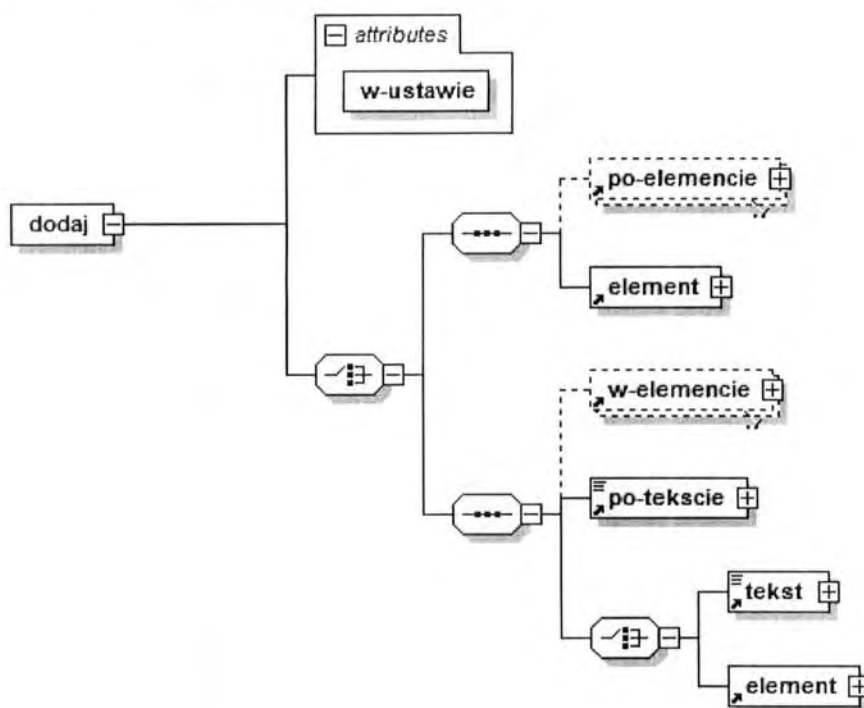 attributes
w-ustawie
po-elemencie
dodaj
element
w-elemencie
po-tekscie
tekst
element